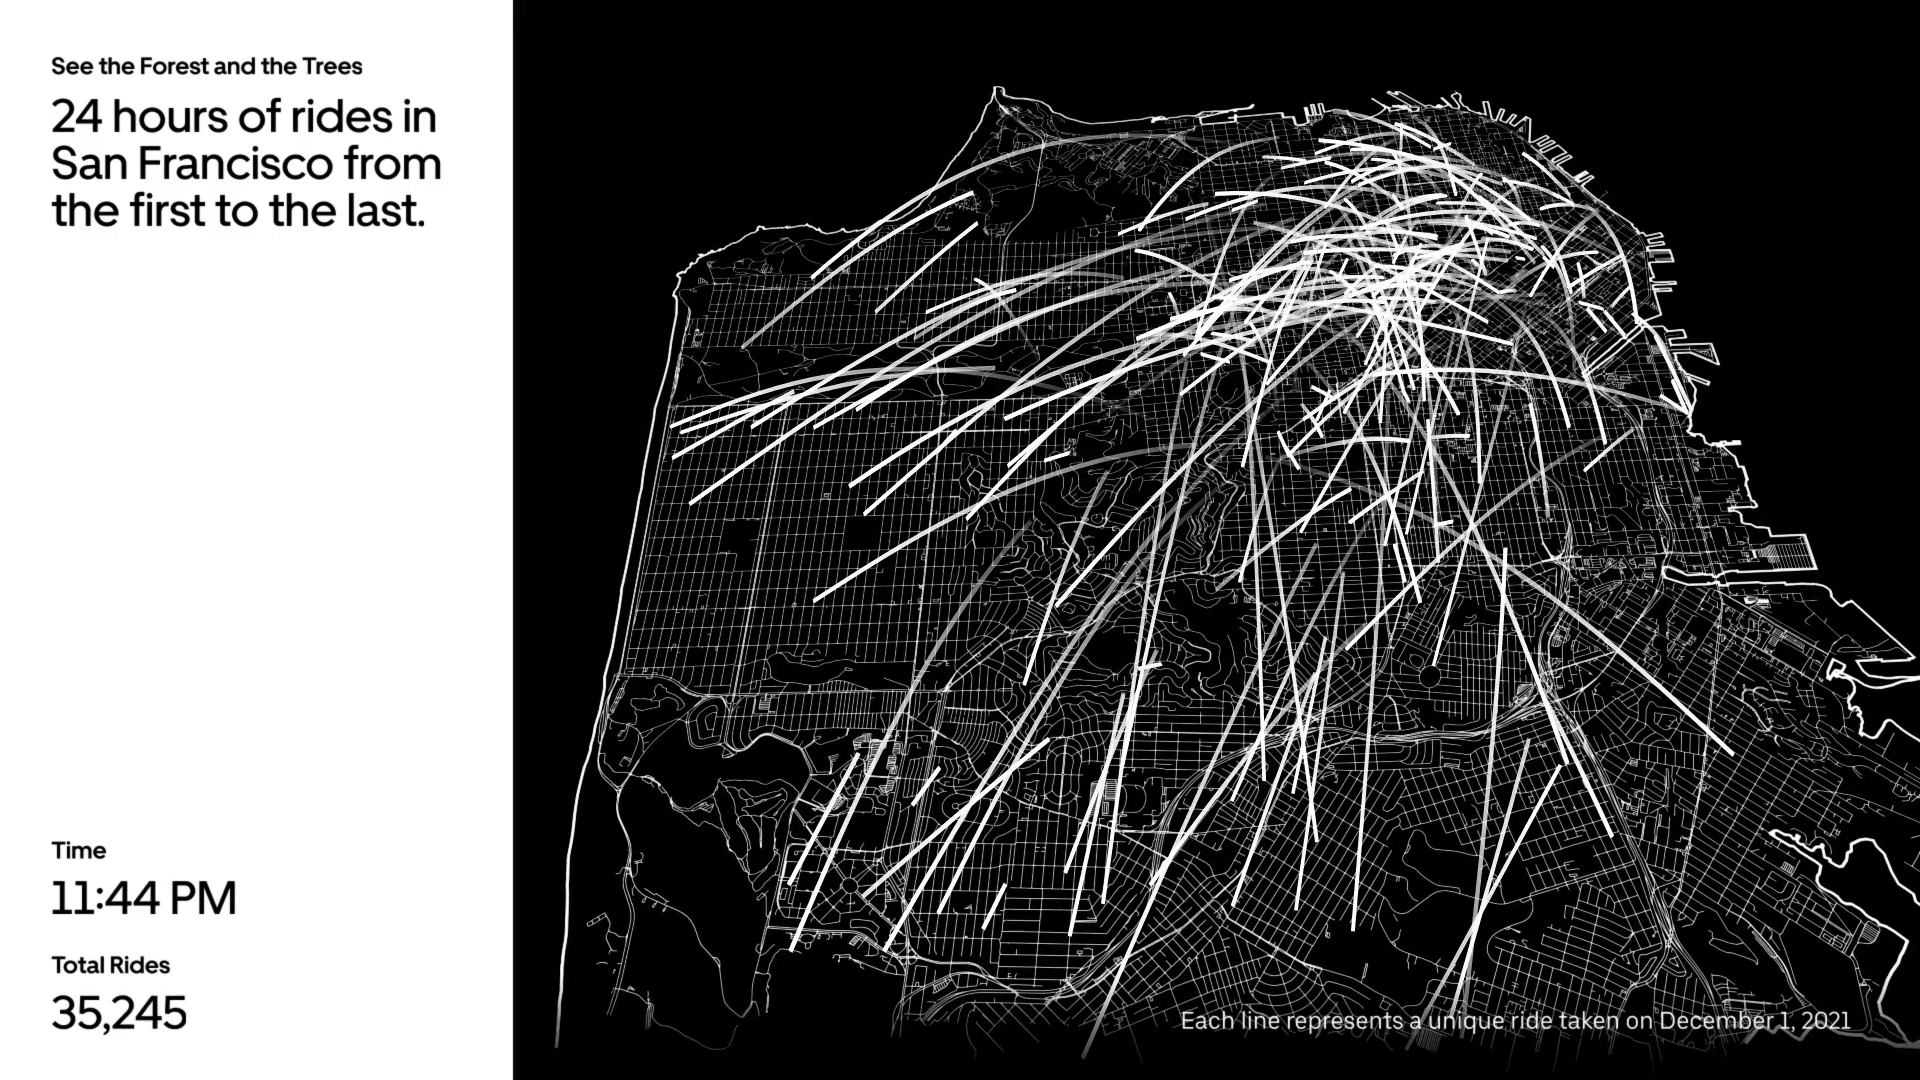 See the Forest and the Trees
24 hours of rides in
San Francisco from
the first to the last.
Time
11:44 PM
Total Rides
35,245
Each line represents a unique ride taken on December 1, 2021